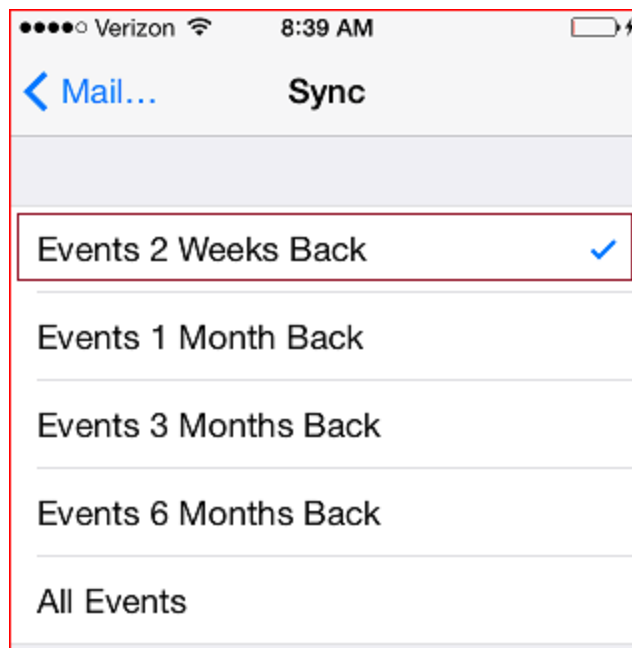 Verizon 8:39 AM
Mail... Sync
Events 2 Weeks Back
Events 1 Month Back
Events 3 Months Back
Events 6 Months Back
All Events